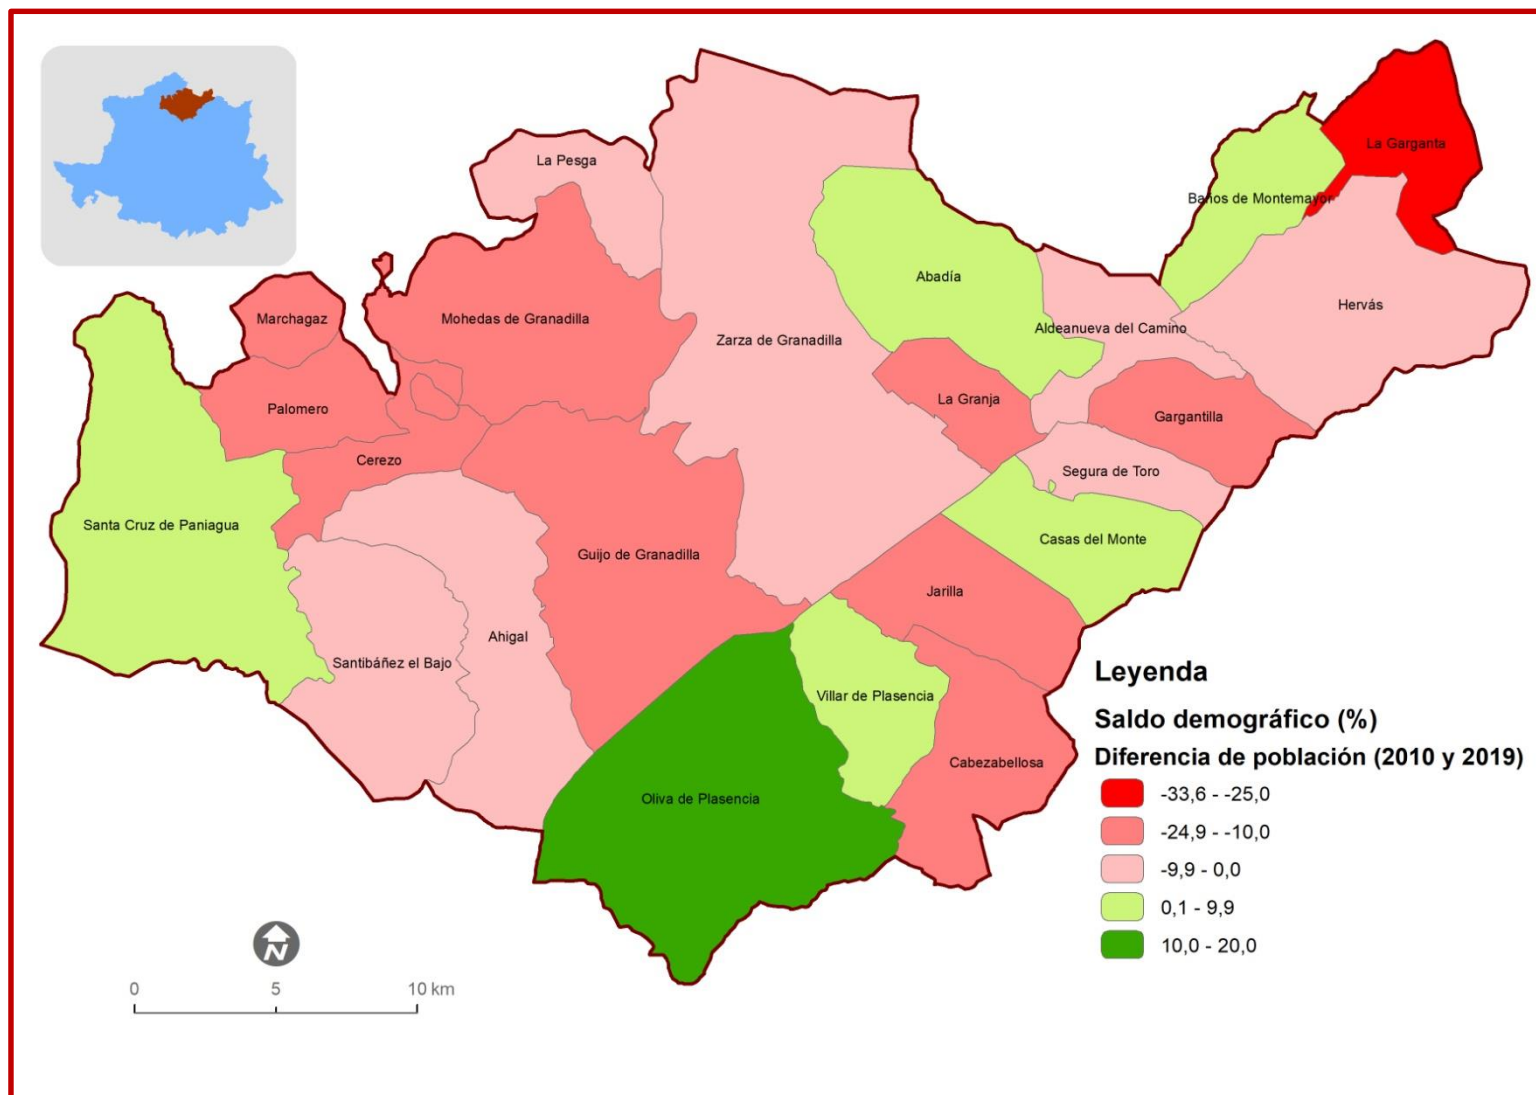 La Garganta
La Pesga
Baños de Montemayor
Abadía
Hervás
Marchagaz
Mohedas de Granadilla
Aldeanueva del Camino
Zarza de Granadilla
Palomero
La Granja
Gargantilla
Cerezo
Segura de Toro
Santa Cruz de Paniagua
Guijo de Granadilla
Casas del Monte
Jarilla
Ahigal
Santibáñez el Bajo
Villar de Plasencia
Cabezabellosa
Oliva de Plasencia
Leyenda
Saldo demográfico (%)
Diferencia de población (2010 y 2019)
-33,6 - -25,0
-24,9 - -10,0
-9,9 - 0,0
0,1 - 9,9
10,0 - 20,0
N
0 5 10 km